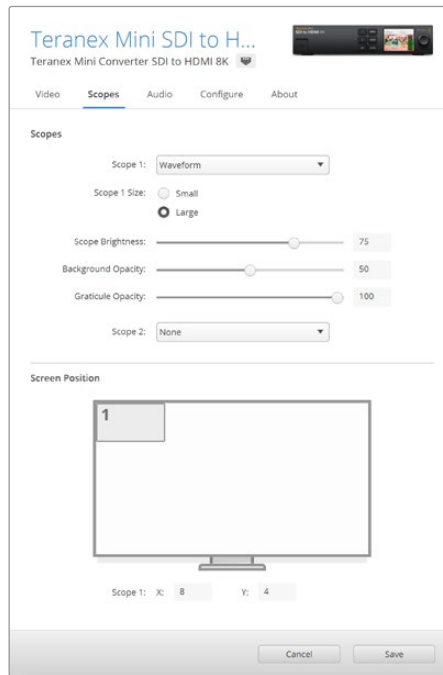 Teranex Mini SDI to H...
Teranex Mini Converter SDI to HDMI 8K
Video Scopes Audio Configure About
Scopes
Scope 1: Waveform
Scope 1 Size: Small
Large
Scope Brightness: 75
Background Opacity: 50
Graticule Opacity: 100
Scope 2: None
Screen Position
1
Scope 1: X: 8 Y: 4
Cancel Save